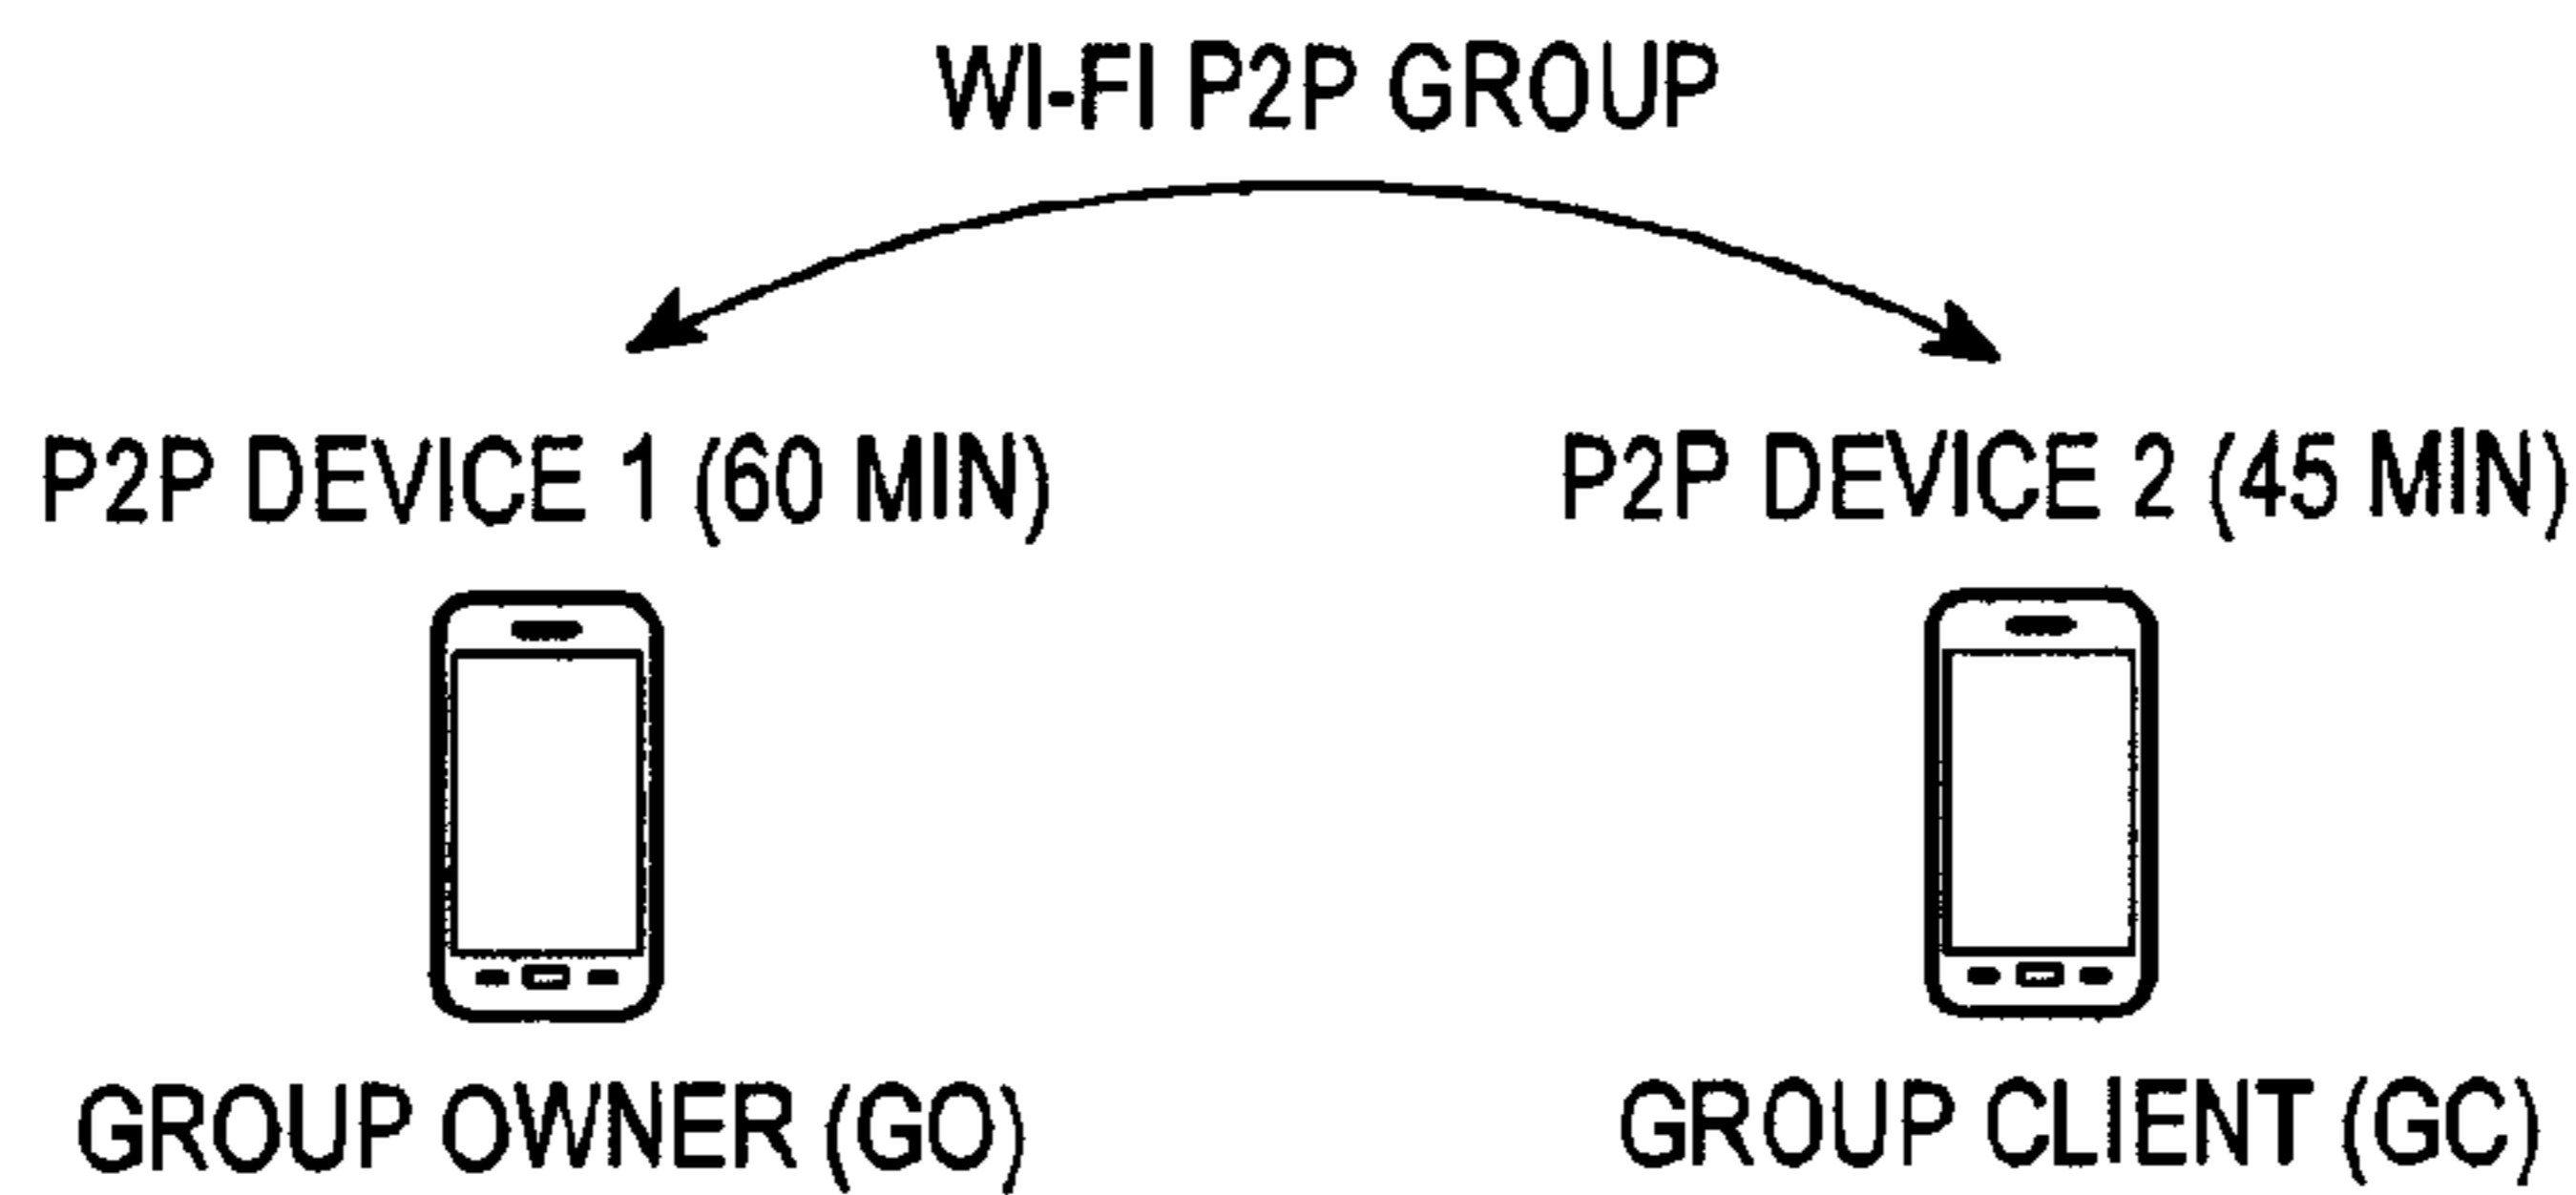 WI-FI P2P GROUP
P2P DEVICE 1 (60 MIN)
P2P DEVICE 2 (45 MIN)
GROUP OWNER (GO)
GROUP CLIENT (GC)